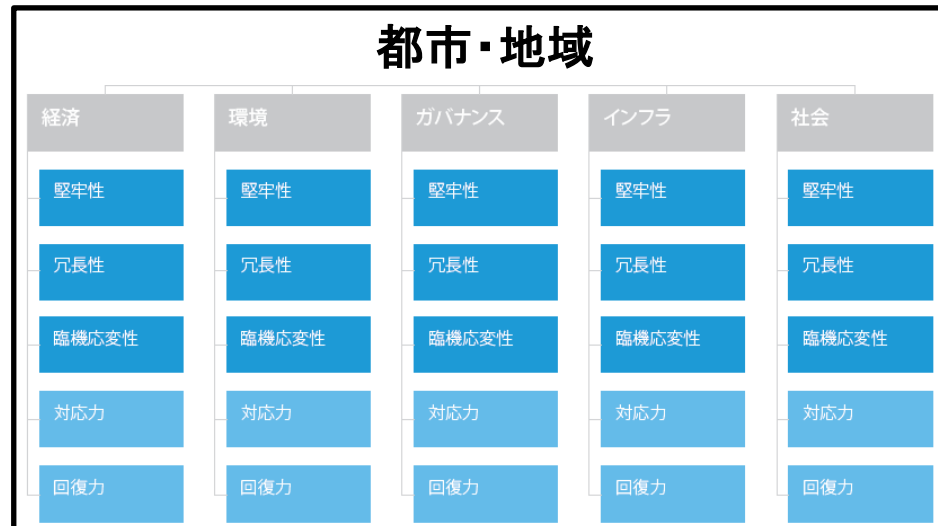 都市・地域
経済
環境
ガバナンス
インフラ
社会
堅牢性
堅牢性
堅牢性
堅牢性
堅牢性
冗長性
冗長性
冗長性
冗長性
冗長性
臨機応変性
臨機応変性
臨機応変性
臨機応変性
臨機応変性
対応力
対応力
対応力
対応力
対応力
回復力
回復力
回復力
回復力
回復力